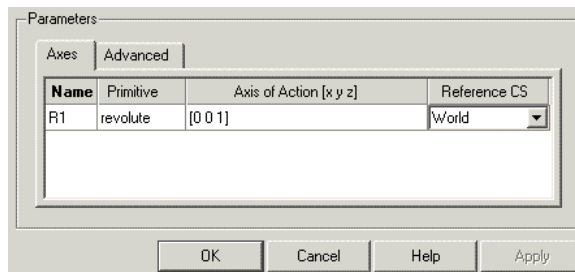 Parameters
Axes Advanced
Name Primitive Axis of Action [x y z] Reference CS
R1 revolute [0 0 1] World
OK Cancel Help Apply